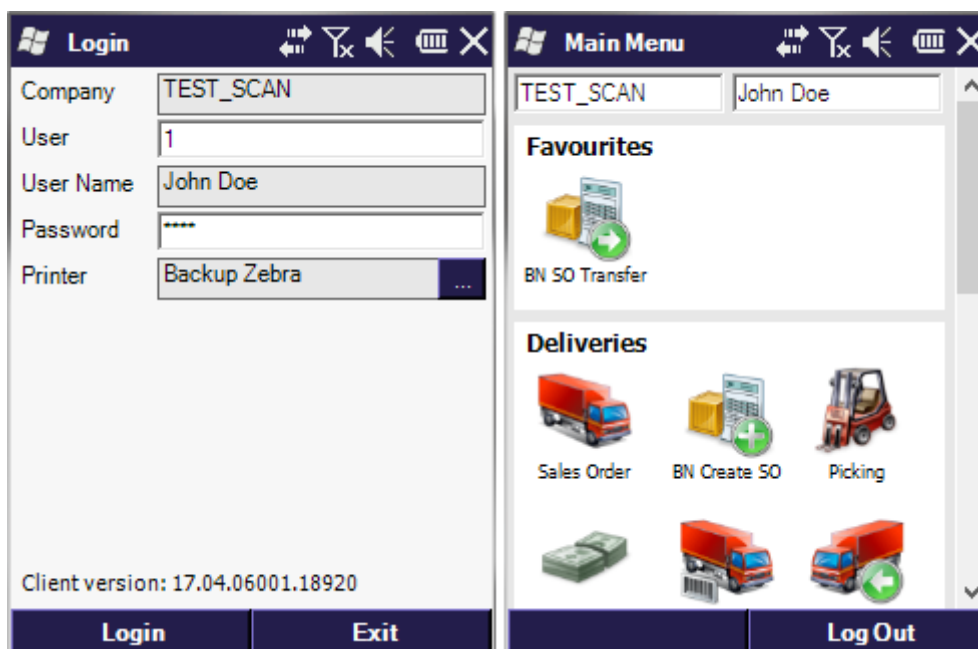 Login
Company TEST_SCAN
User 1
User Name John Doe
Password ****
Printer Backup Zebra ...
Client version: 17.04.06001.18920
Login Exit
Main Menu
TEST_SCAN John Doe
Favourites
BN SO Transfer
Deliveries
Sales Order BN Create SO Picking
Log Out